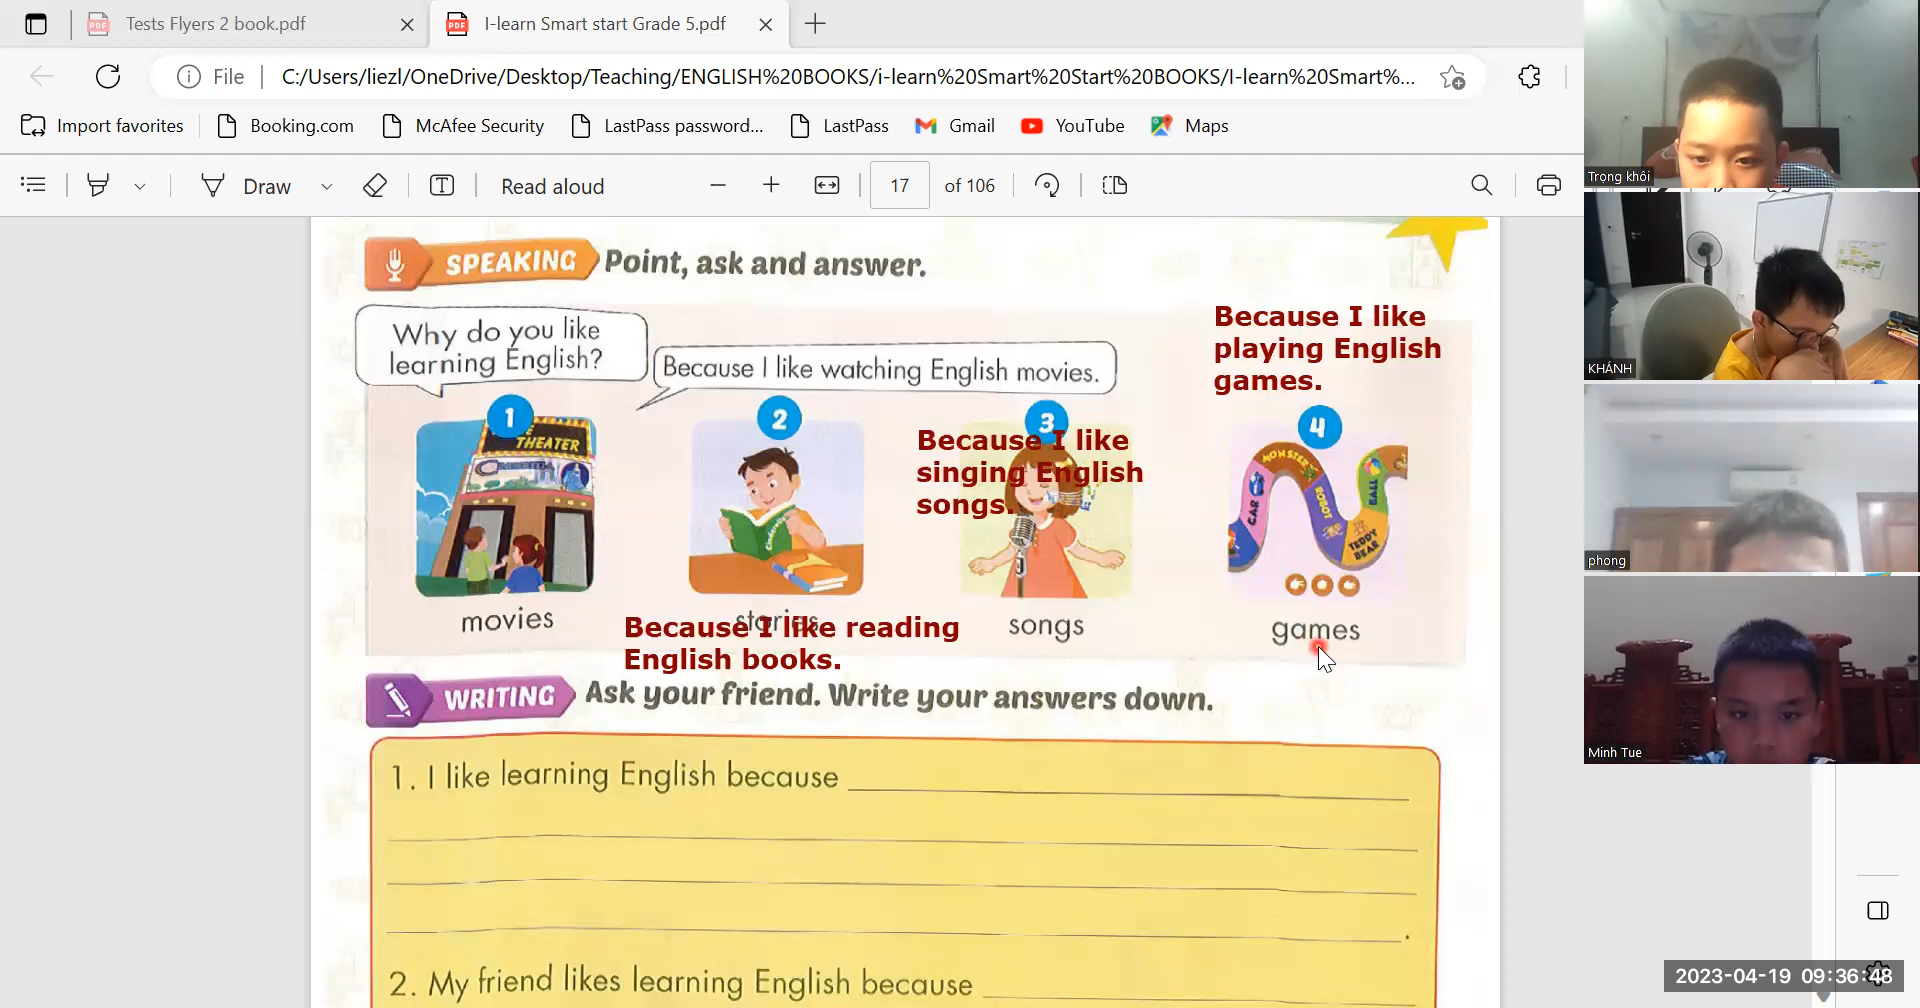 Tests Flyers 2 book.pdf
I-learn Smart start Grade 5.pdf
File
C:/Users/liezl/OneDrive/Desktop/Teaching/ENGLISH%20BOOKS/i-learn%20Smart%20Start%20BOOKS/I-learn%20Smart%...
Import favorites
Booking.com
McAfee Security
LastPass password...
LastPass
Gmail
YouTube
Maps
Draw
Read aloud
17 of 106
SPEAKING Point, ask and answer.
Why do you like
learning English?
Because I like watching English movies.
Because I like
playing English
games.
1
2
3
4
THEATER
Because I like
singing English
songs.
Cinderella
MONSTER
CAR
ROBOT
BALL
TEDDY
BEAR
movies
stories
songs
games
Because I like reading
English books.
WRITING Ask your friend. Write your answers down.
1. I like learning English because
.
2. My friend likes learning English because
Trọng khôi
KHÁNH
phong
Minh Tue
2023-04-19 09:36:48